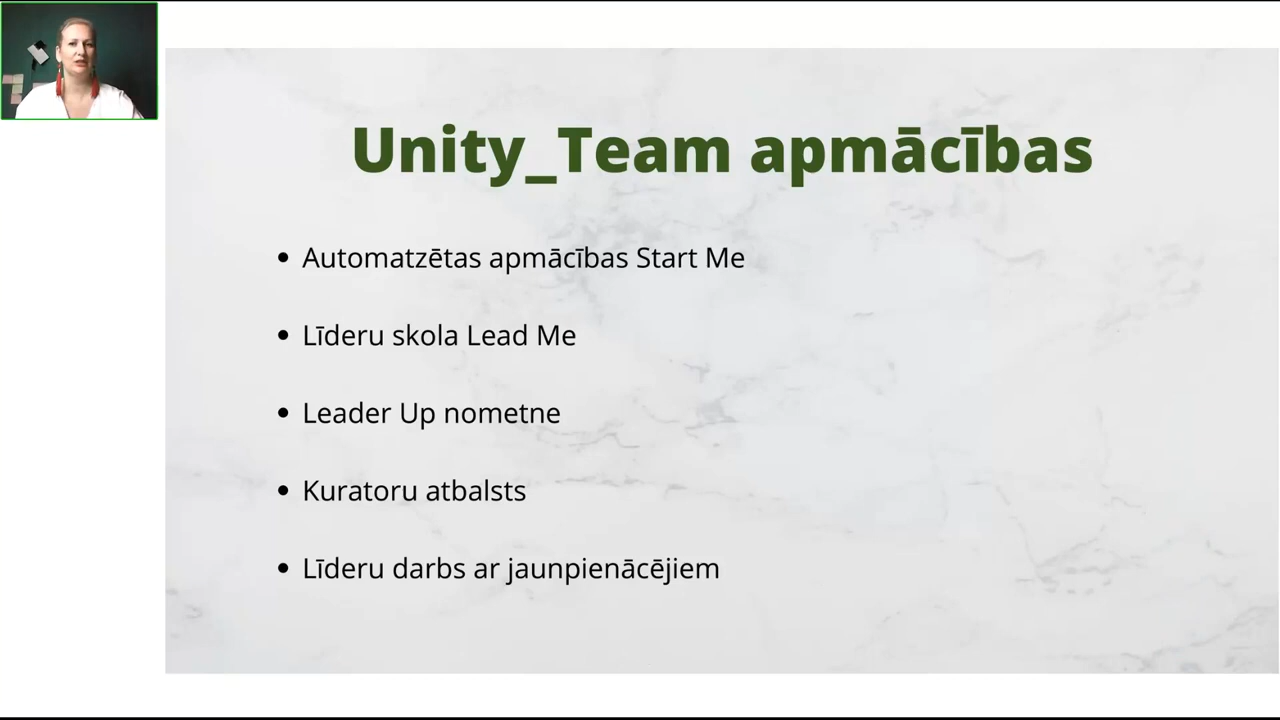 Unity_Team apmācības
• Automatzētas apmācības Start Me
• Līderu skola Lead Me
• Leader Up nometne
• Kuratoru atbalsts
• Līderu darbs ar jaunpienācējiem